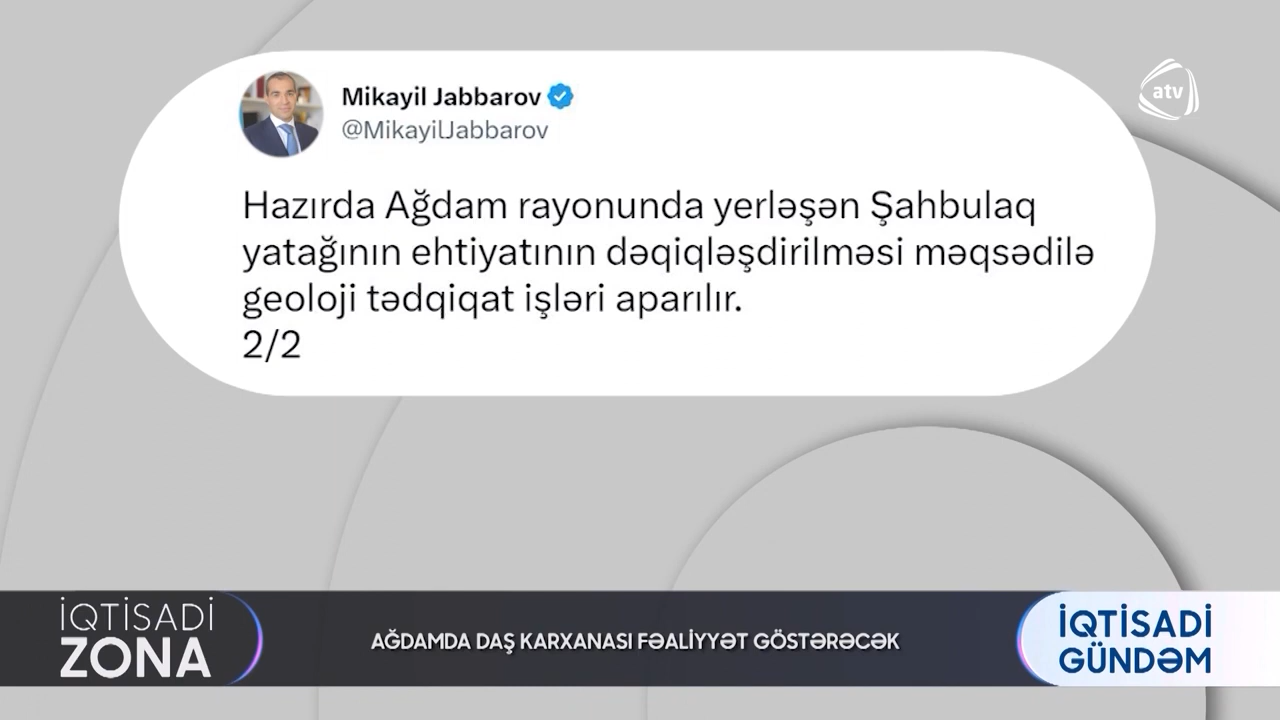 Mikayil Jabbarov
@MikayilJabbarov
atv
Hazırda Ağdam rayonunda yerləşən Şahbulaq
yatağının ehtiyatının dəqiqləşdirilməsi məqsədilə
geoloji tədqiqat işləri aparılır.
2/2
İQTİSADİ
ZONA
AĞDAMDA DAŞ KARXANASI FƏALİYYƏT GÖSTƏRƏCƏK
İQTİSADİ
GÜNDƏM